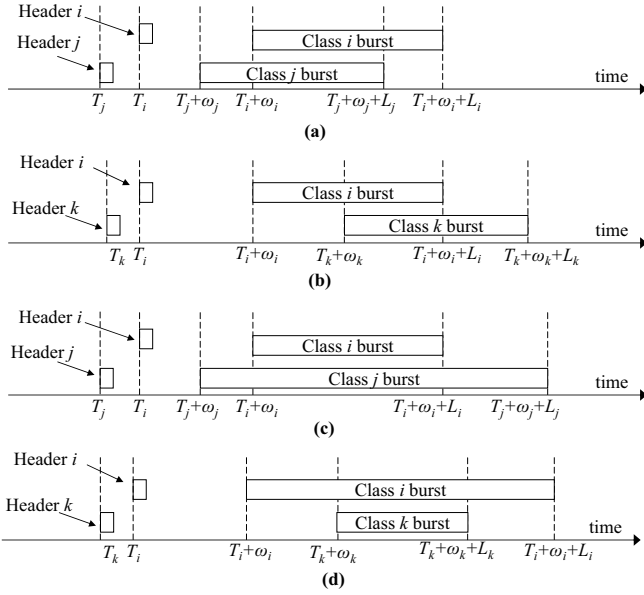 Header i
Header j
Class i burst
Class j burst
time
T_j T_i T_j+ω_j T_i+ω_i T_j+ω_j+L_j T_i+ω_i+L_i
(a)
Header i
Header k
Class i burst
Class k burst
time
T_k T_i T_i+ω_i T_k+ω_k T_i+ω_i+L_i T_k+ω_k+L_k
(b)
Header i
Header j
Class i burst
Class j burst
time
T_j T_i T_j+ω_j T_i+ω_i T_i+ω_i+L_i T_j+ω_j+L_j
(c)
Header i
Header k
Class i burst
Class k burst
time
T_k T_i T_i+ω_i T_k+ω_k T_k+ω_k+L_k T_i+ω_i+L_i
(d)